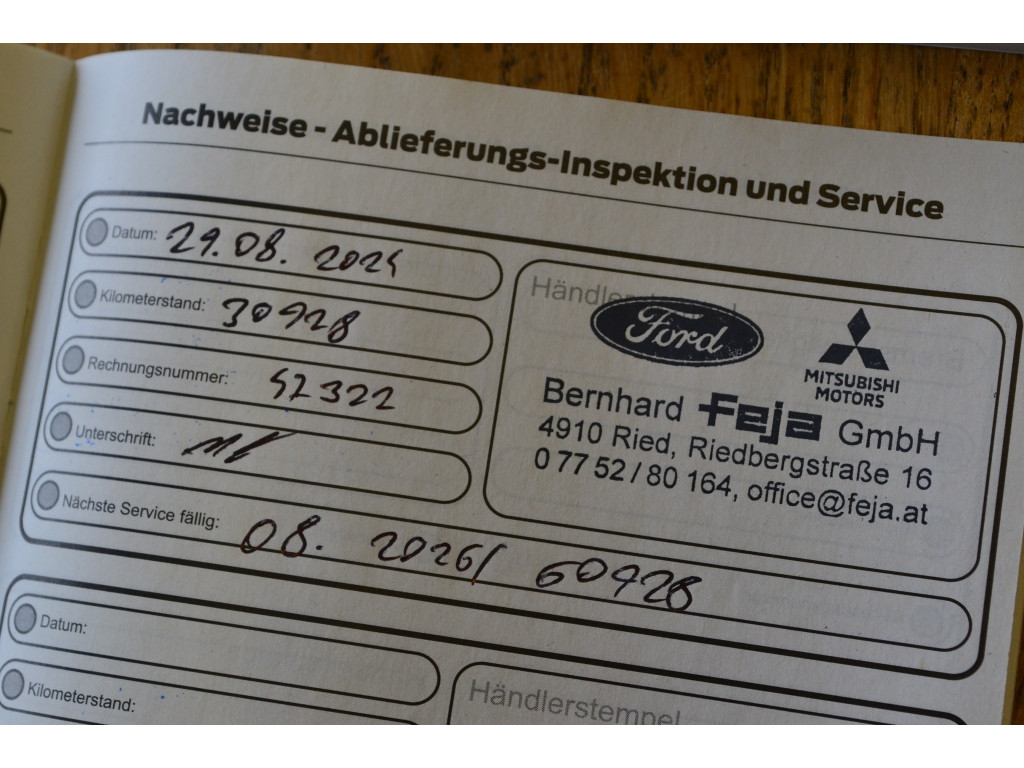 Nachweise - Ablieferungs-Inspektion und Service
Datum: 29.08. 2024
Kilometerstand: 30928
Rechnungsnummer: 52322
Unterschrift:
Nächste Service fällig: 08. 2026/ 60928
Ford
MITSUBISHI
MOTORS
Bernhard Feja GmbH
4910 Ried, Riedbergstraße 16
0 77 52 / 80 164, office@feja.at
Datum:
Kilometerstand:
Händlerstempel